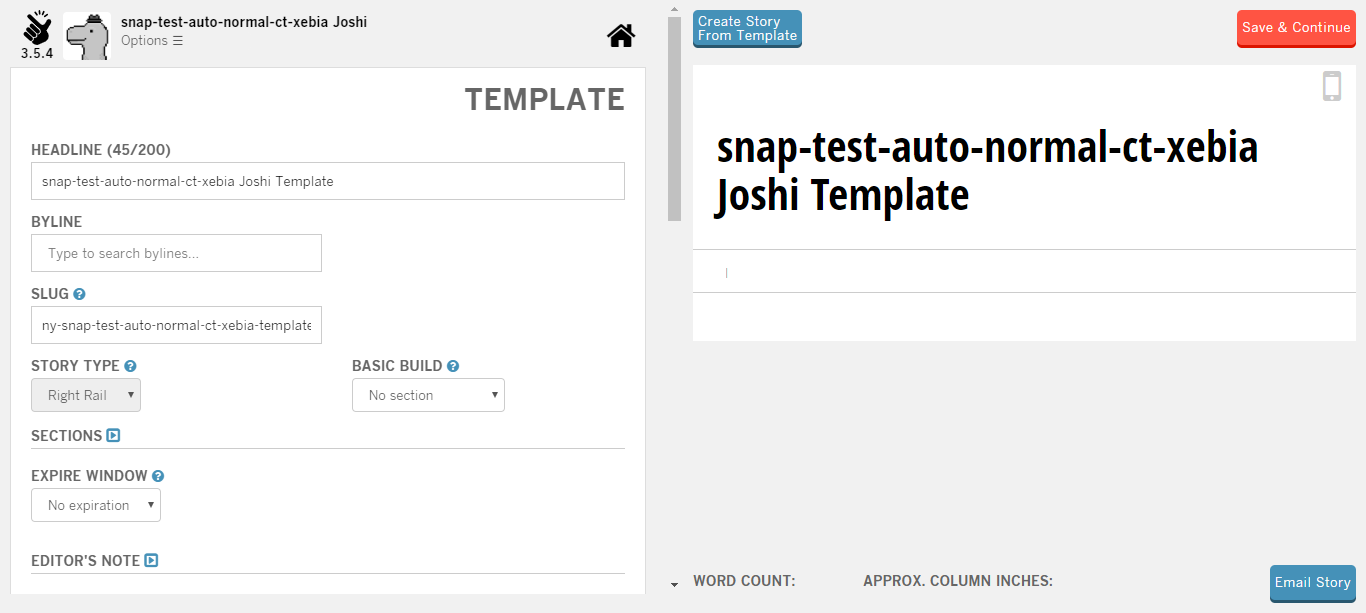 snap-test-auto-normal-ct-xebia Joshi
Options ☰
3.5.4
TEMPLATE
HEADLINE (45/200)
snap-test-auto-normal-ct-xebia Joshi Template
BYLINE
Type to search bylines...
SLUG
ny-snap-test-auto-normal-ct-xebia-template
STORY TYPE
Right Rail
BASIC BUILD
No section
SECTIONS
EXPIRE WINDOW
No expiration
EDITOR'S NOTE
Create Story
From Template
Save & Continue
snap-test-auto-normal-ct-xebia
Joshi Template
|
WORD COUNT:
APPROX. COLUMN INCHES:
Email Story